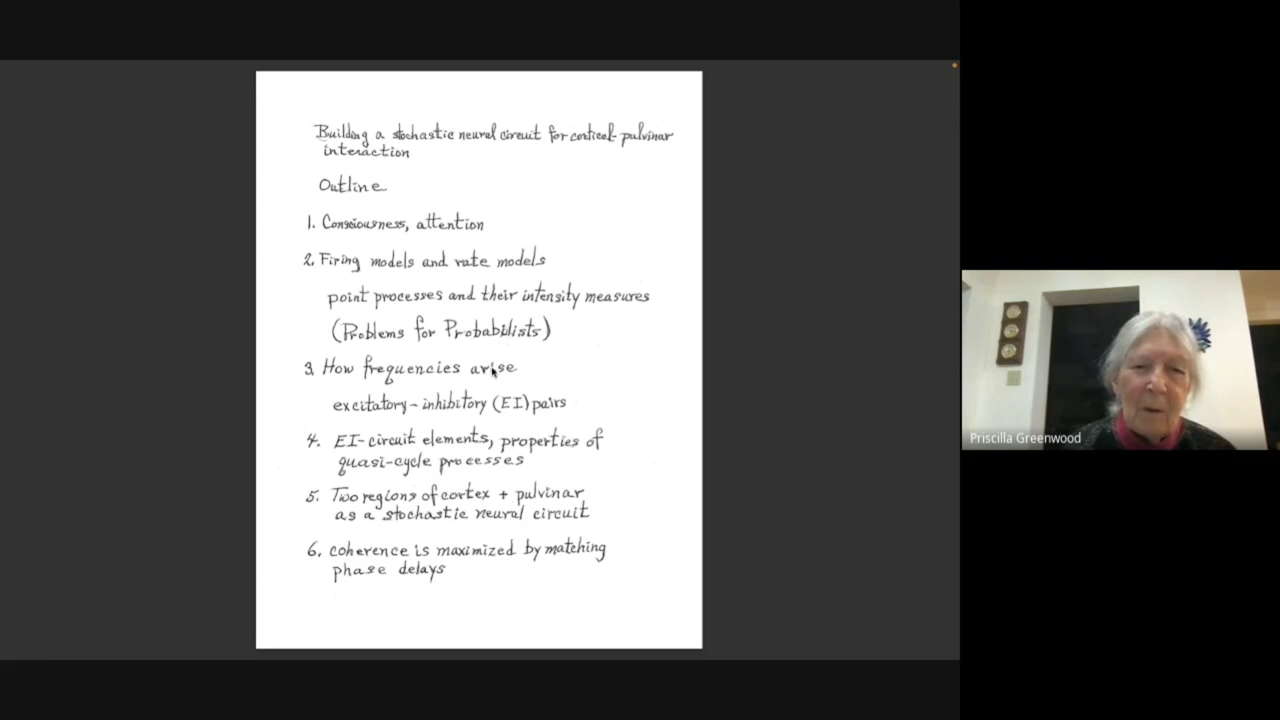 Building a stochastic neural circuit for cortical-pulvinar
interaction
Outline
1. Consciousness, attention
2. Firing models and rate models
point processes and their intensity measures
(Problems for Probabilists)
3. How frequencies arise
excitatory-inhibitory (EI) pairs
4. EI-circuit elements, properties of
quasi-cycle processes
5. Two regions of cortex + pulvinar
as a stochastic neural circuit
6. coherence is maximized by matching
phase delays
Priscilla Greenwood